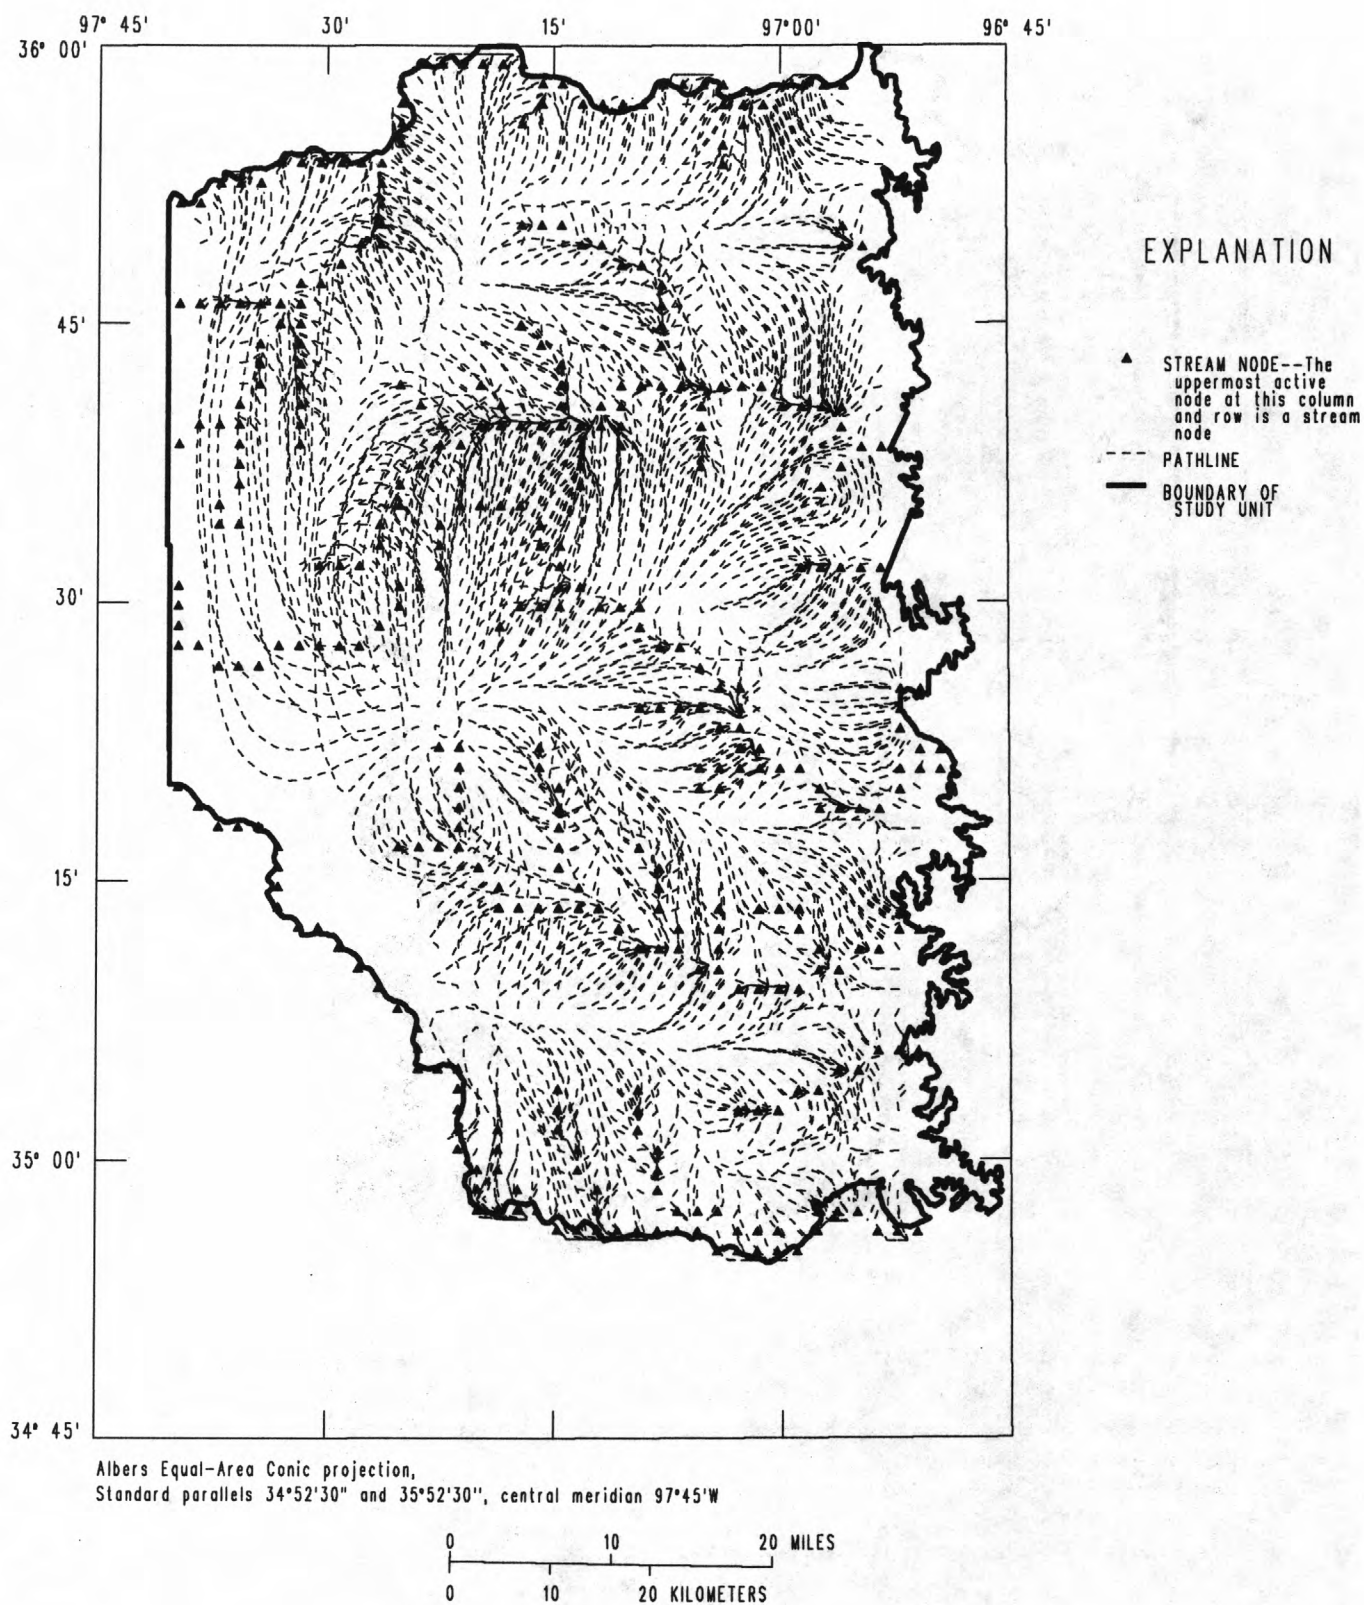 97° 45' 30' 15' 97° 00' 96° 45'
36° 00'
45'
30'
15'
35° 00'
34° 45'
EXPLANATION
STREAM NODE--The
uppermost active
node at this column
and row is a stream
node
PATHLINE
BOUNDARY OF
STUDY UNIT
Albers Equal-Area Conic projection,
Standard parallels 34°52'30" and 35°52'30", central meridian 97°45'W
0 10 20 MILES
0 10 20 KILOMETERS